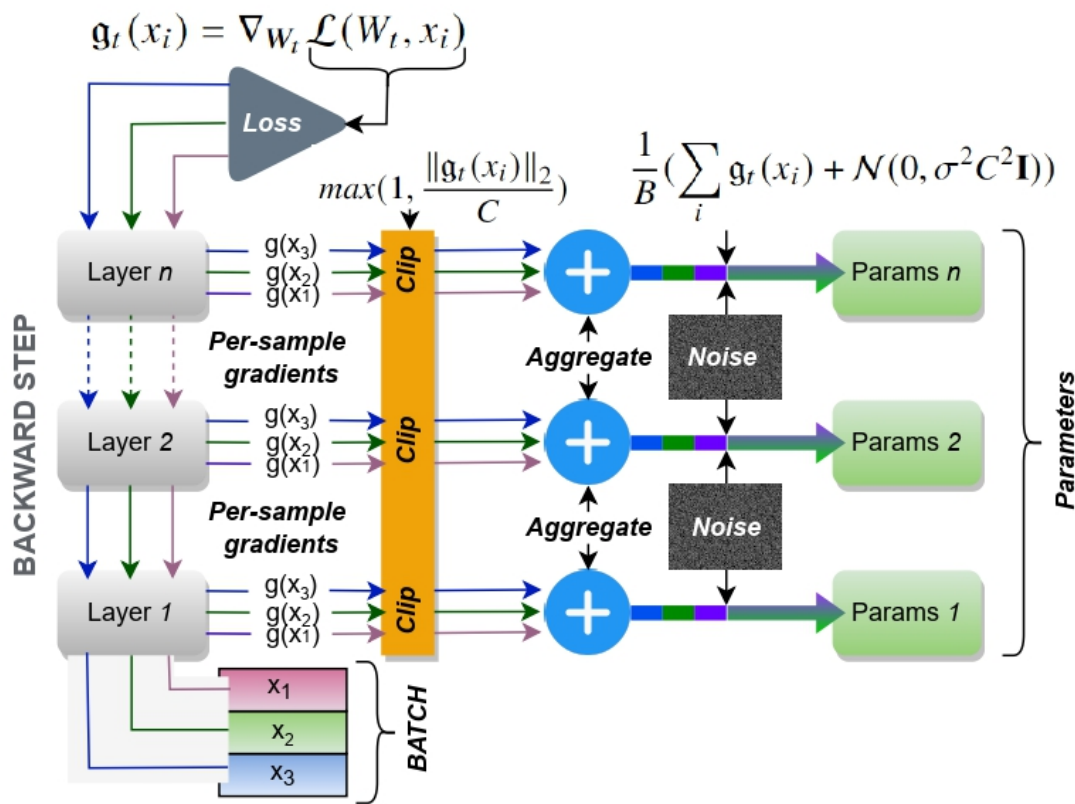 𝔤ₜ(xᵢ) = ∇_{Wₜ} ℒ(Wₜ, xᵢ)
Loss
max(1, ‖𝔤ₜ(xᵢ)‖₂ / C)
1/B (∑ᵢ 𝔤ₜ(xᵢ) + 𝒩(0, σ²C²𝐈))
BACKWARD STEP
Layer n
g(x₃)
g(x₂)
g(x₁)
Clip
Params n
Per-sample
gradients
Aggregate
Noise
Layer 2
g(x₃)
g(x₂)
g(x₁)
Clip
Params 2
Parameters
Per-sample
gradients
Aggregate
Noise
Layer 1
g(x₃)
g(x₂)
g(x₁)
Clip
Params 1
x₁
x₂
x₃
BATCH